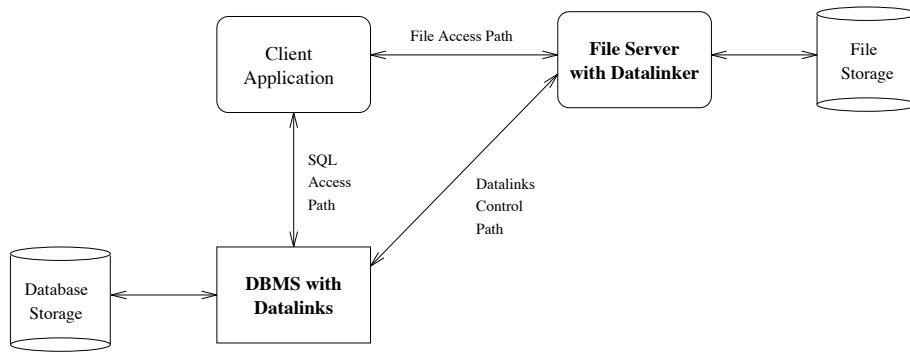 Client
Application
File Access Path
File Server
with Datalinker
File
Storage
SQL
Access
Path
Datalinks
Control
Path
Database
Storage
DBMS with
Datalinks